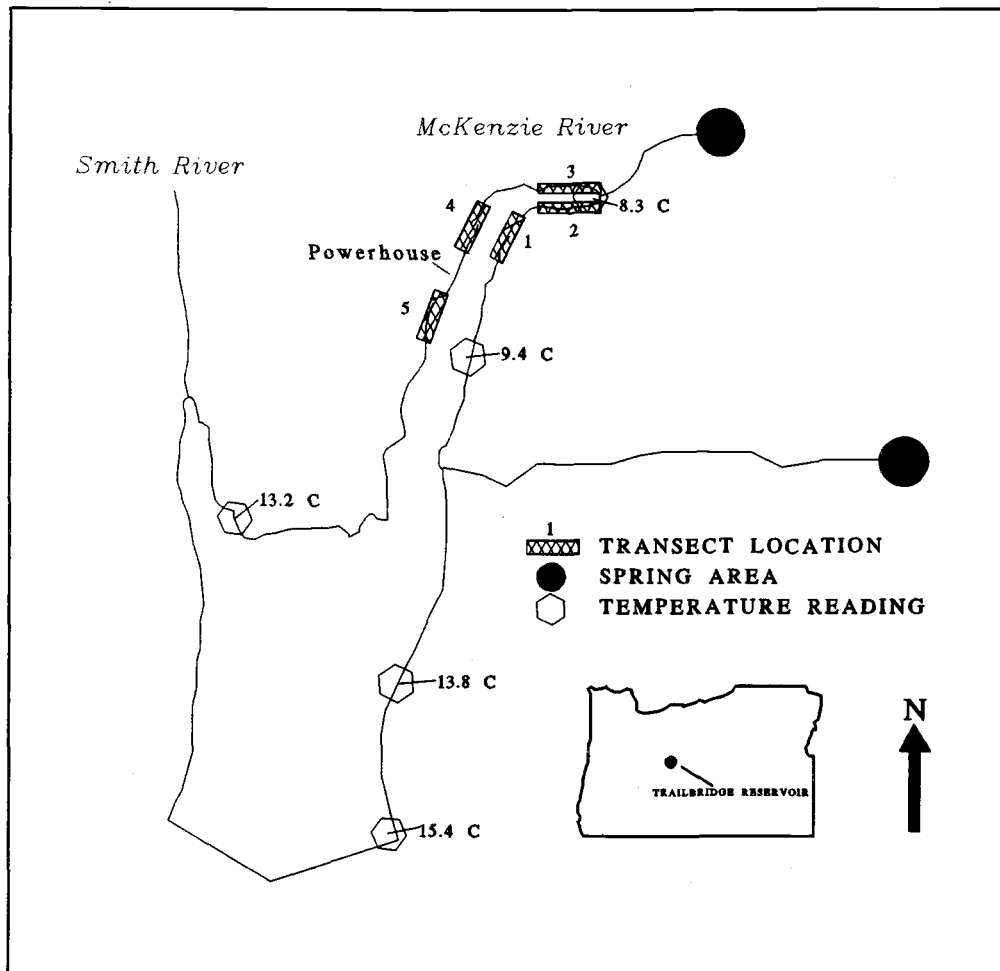 McKenzie River
Smith River
3
8.3 C
4
2
1
Powerhouse
5
9.4 C
13.2 C
1
TRANSECT LOCATION
SPRING AREA
TEMPERATURE READING
13.8 C
N
TRAILBRIDGE RESERVOIR
15.4 C